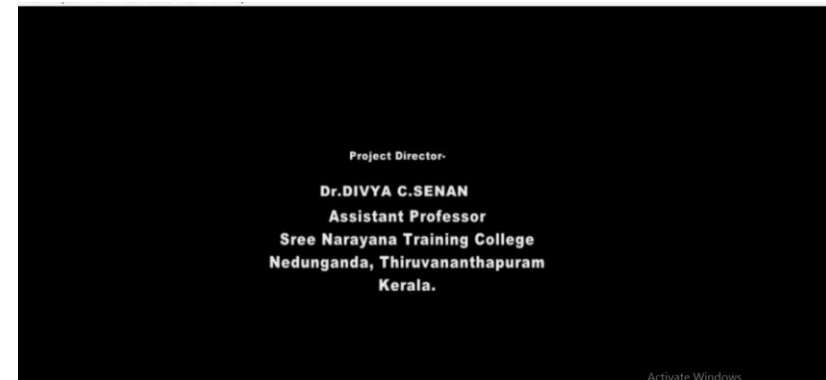 Project Director-
Dr.DIVYA C.SENAN
Assistant Professor
Sree Narayana Training College
Nedunganda, Thiruvananthapuram
Kerala.
Activate Windows